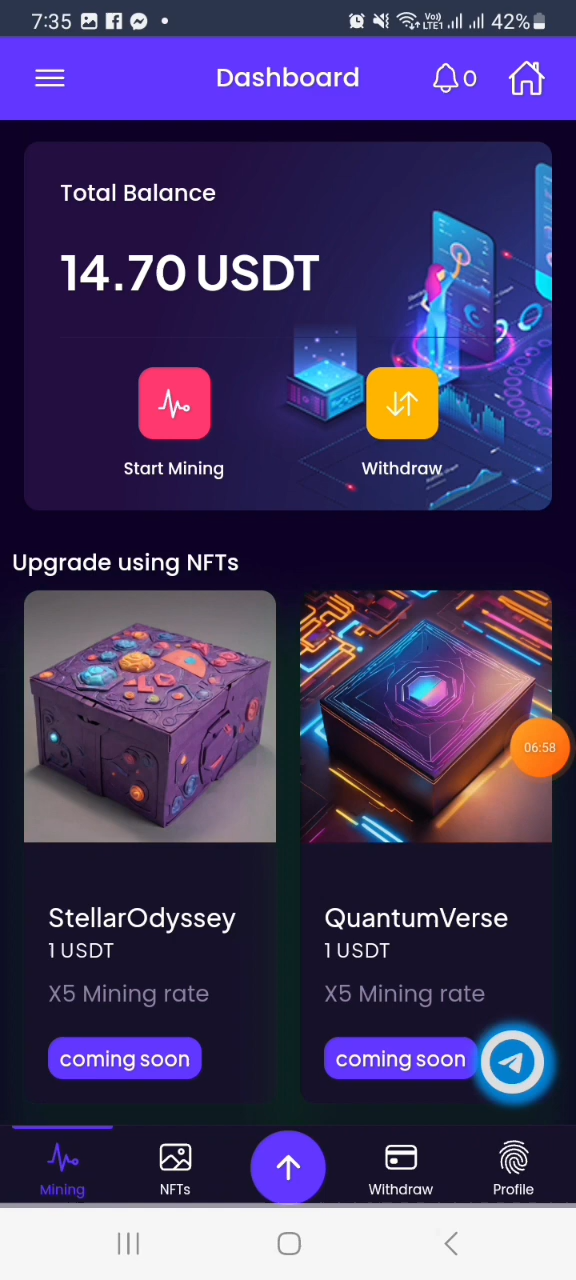 7:35
Vo)) LTE1 42%
Dashboard
0
Total Balance
14.70 USDT
Start Mining
Withdraw
Upgrade using NFTs
StellarOdyssey
1 USDT
X5 Mining rate
coming soon
QuantumVerse
1 USDT
X5 Mining rate
coming soon
06:58
Mining
NFTs
Withdraw
Profile